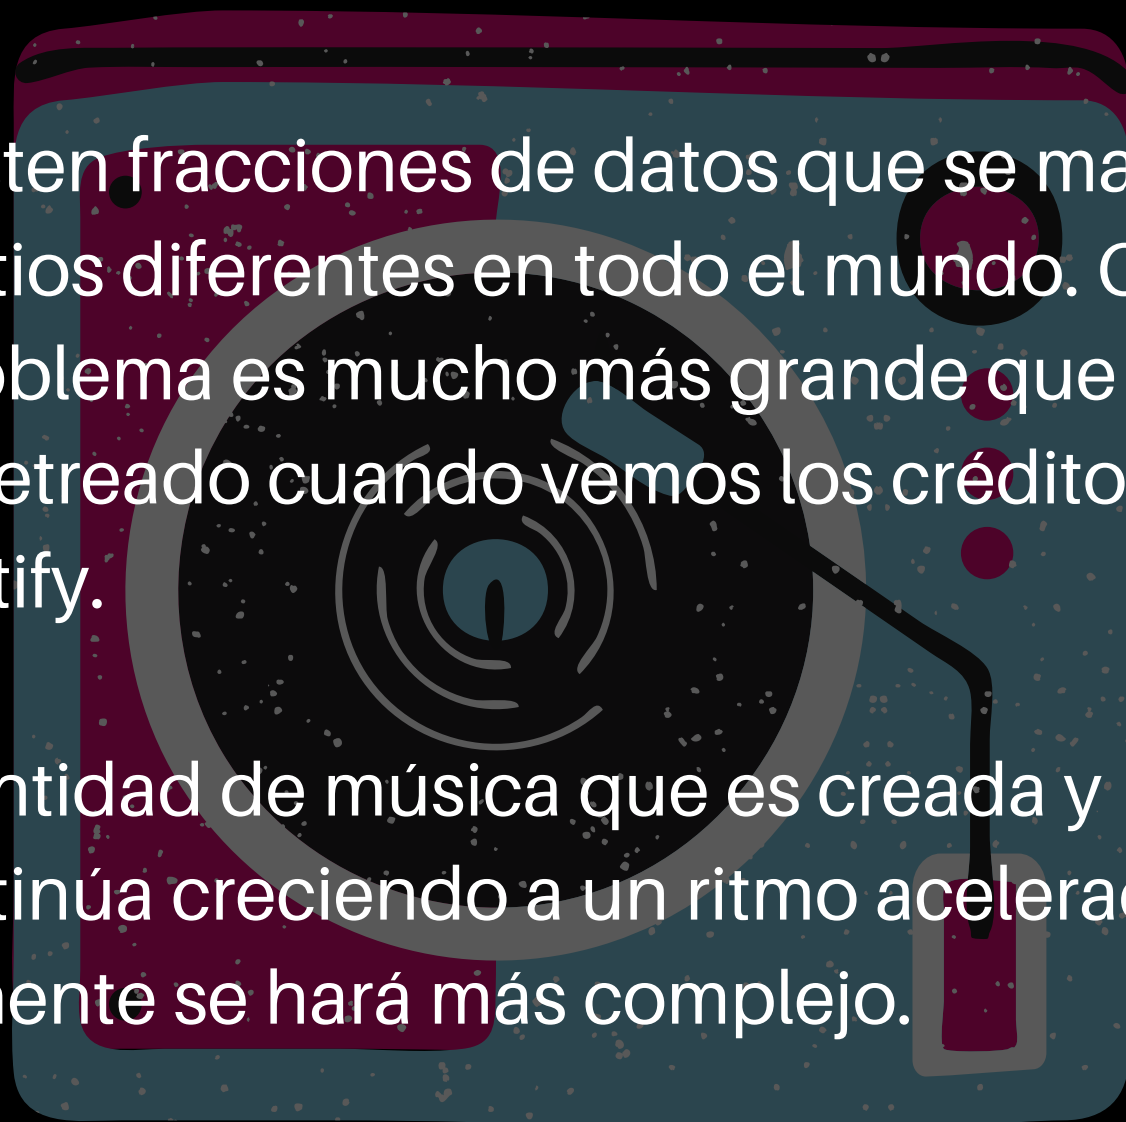 ten fracciones de datos que se ma
tios diferentes en todo el mundo.
oblema es mucho más grande que
etreado cuando vemos los crédito
tify.
ntidad de música que es creada y
tinúa creciendo a un ritmo acelera
ente se hará más complejo.